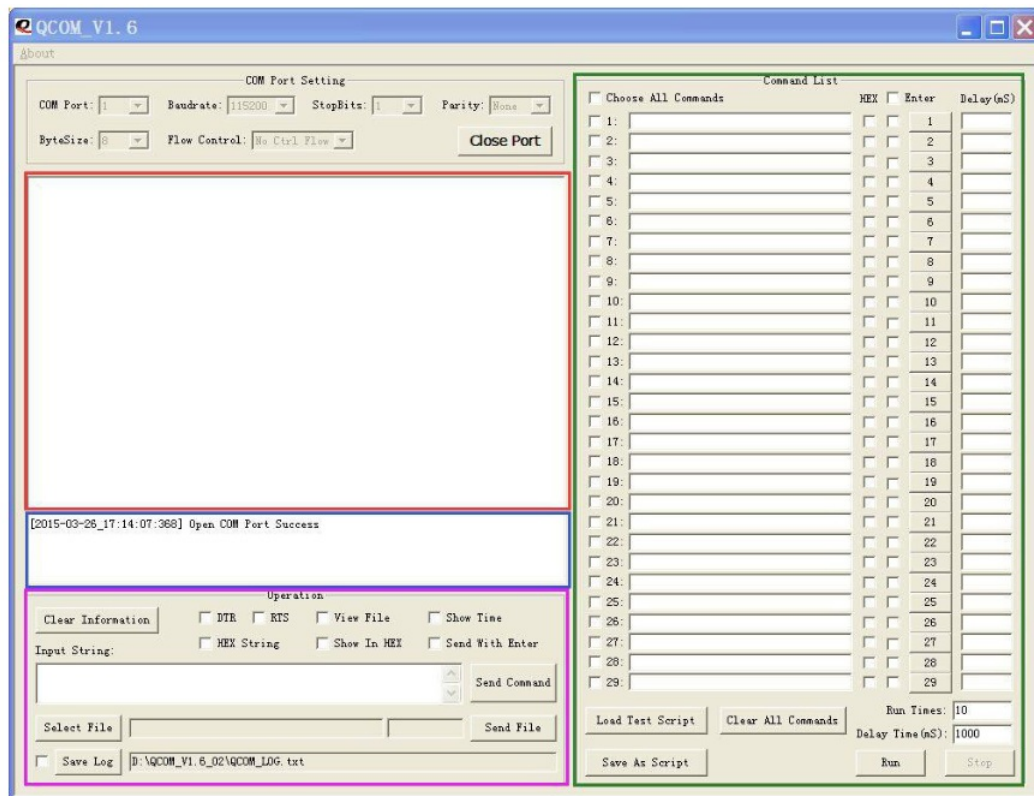 QCOM_V1.6
About
COM Port Setting
COM Port: 1 Baudrate: 115200 StopBits: 1 Parity: None
ByteSize: 8 Flow Control: No Ctrl Flow Close Port
[2015-03-26_17:14:07:368] Open COM Port Success
Operation
Clear Information DTR RTS View File Show Time
HEX String Show In HEX Send With Enter
Input String:
Send Command
Select File Send File
Save Log D:\QCOM_V1.6_02\QCOM_LOG.txt
Command List
Choose All Commands HEX Enter Delay(mS)
1: 1
2: 2
3: 3
4: 4
5: 5
6: 6
7: 7
8: 8
9: 9
10: 10
11: 11
12: 12
13: 13
14: 14
15: 15
16: 16
17: 17
18: 18
19: 19
20: 20
21: 21
22: 22
23: 23
24: 24
25: 25
26: 26
27: 27
28: 28
29: 29
Load Test Script Clear All Commands Run Times: 10
Delay Time(mS): 1000
Save As Script Run Stop